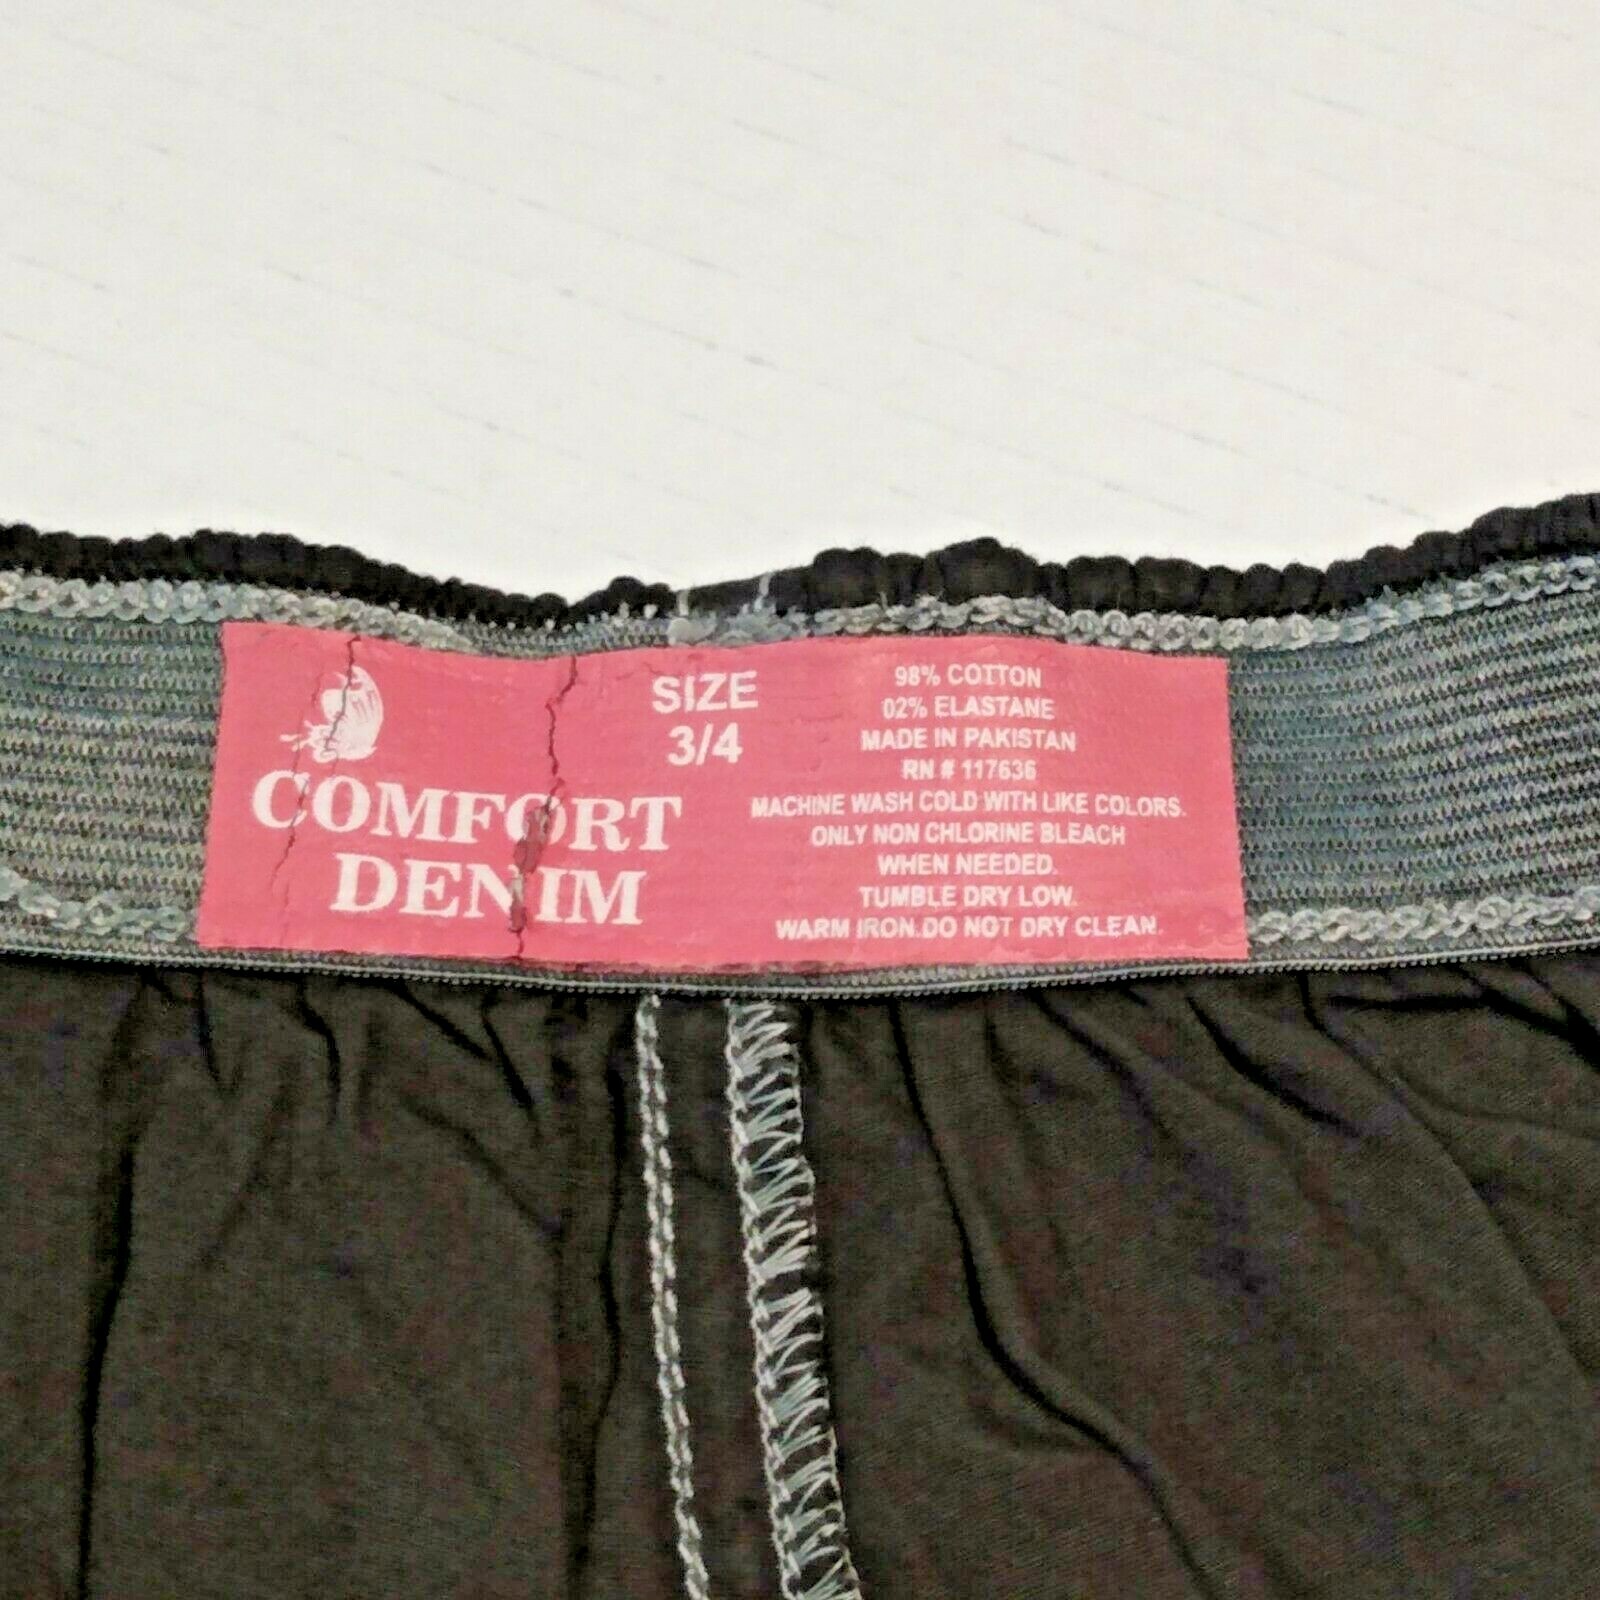 COMFORT
DENIM
SIZE
3/4
98% COTTON
02% ELASTANE
MADE IN PAKISTAN
RN # 117636
MACHINE WASH COLD WITH LIKE COLORS.
ONLY NON CHLORINE BLEACH
WHEN NEEDED.
TUMBLE DRY LOW.
WARM IRON.DO NOT DRY CLEAN.